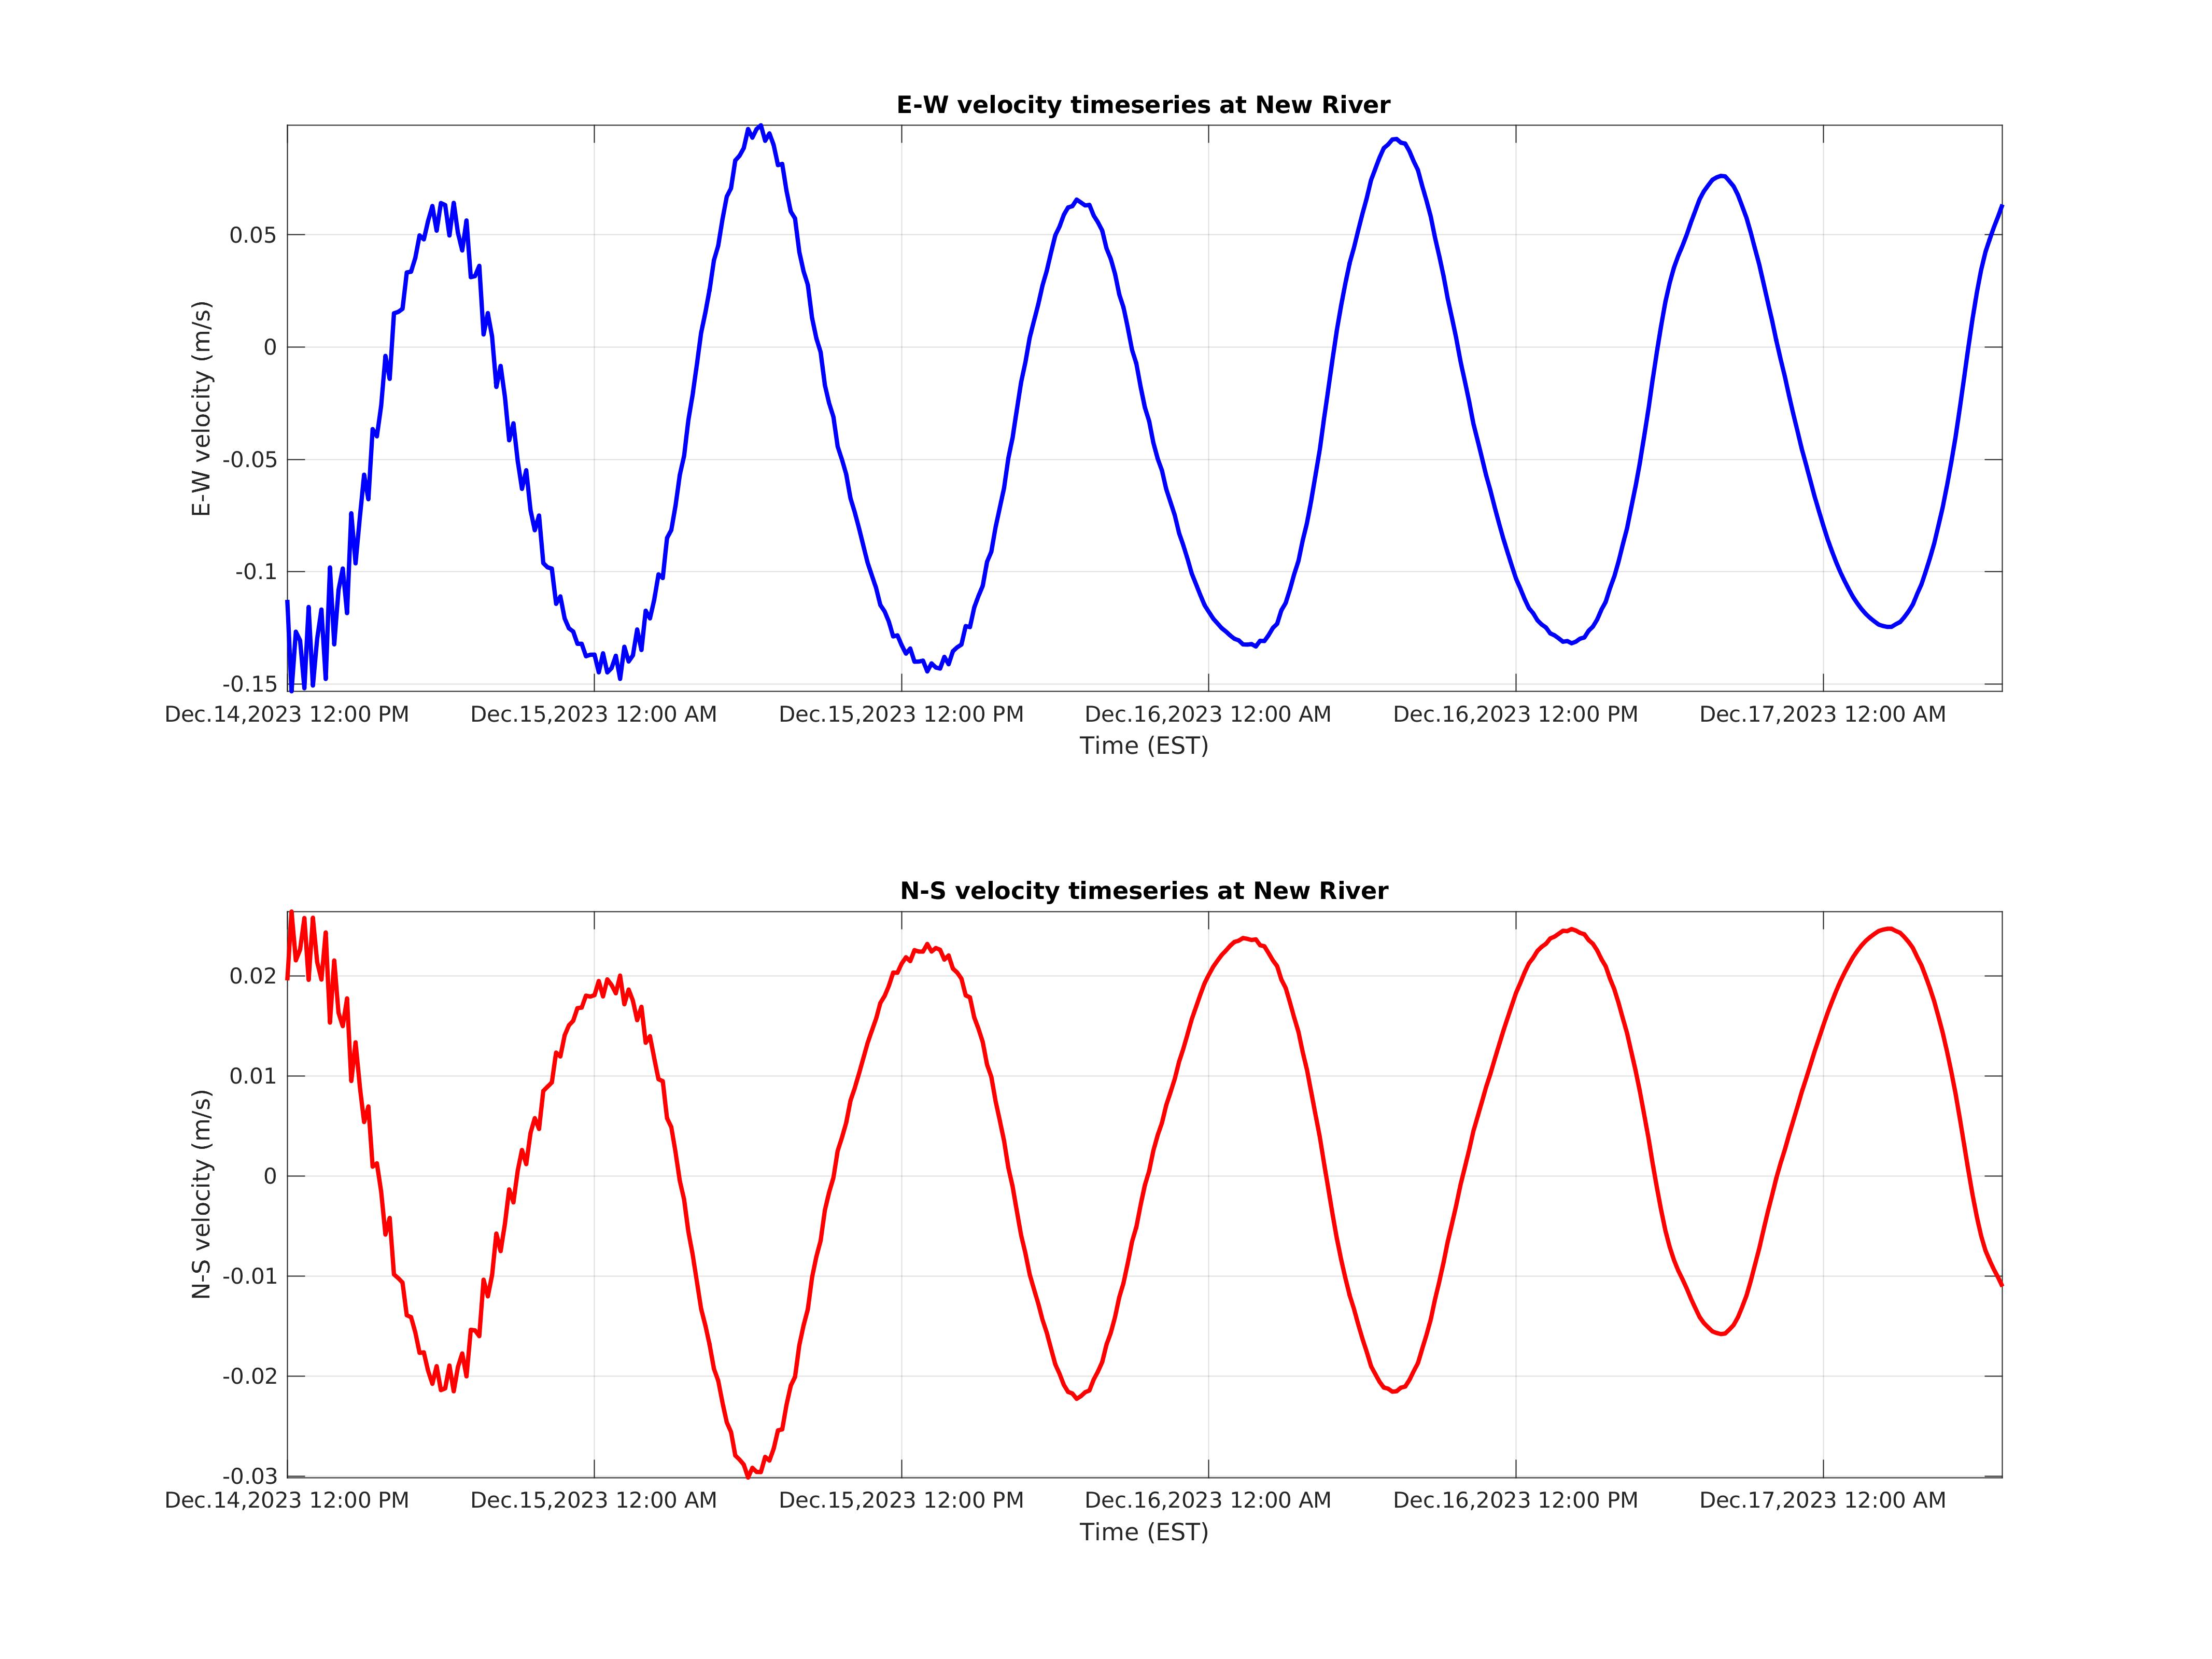 E-W velocity timeseries at New River
E-W velocity (m/s)
0.05
0
-0.05
-0.1
-0.15
Dec.14,2023 12:00 PM Dec.15,2023 12:00 AM Dec.15,2023 12:00 PM Dec.16,2023 12:00 AM Dec.16,2023 12:00 PM Dec.17,2023 12:00 AM
Time (EST)
N-S velocity timeseries at New River
N-S velocity (m/s)
0.02
0.01
0
-0.01
-0.02
-0.03
Dec.14,2023 12:00 PM Dec.15,2023 12:00 AM Dec.15,2023 12:00 PM Dec.16,2023 12:00 AM Dec.16,2023 12:00 PM Dec.17,2023 12:00 AM
Time (EST)